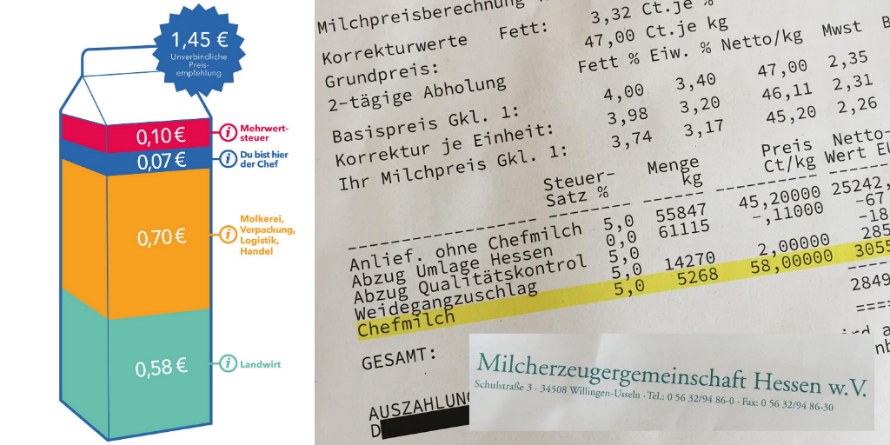 1,45 €
Unverbindliche
Preis-
empfehlung
0,10 €
Mehrwert-
steuer
0,07 €
Du bist hier
der Chef
0,70 €
Molkerei,
Verpackung,
Logistik,
Handel
0,58 €
Landwirt
Milchpreisberechnung
Korrekturwerte Fett: 3,32 Ct.je %
Grundpreis: 47,00 Ct.je kg
2-tägige Abholung Fett % Eiw. % Netto/kg Mwst
Basispreis Gkl. 1: 4,00 3,40 47,00 2,35
Korrektur je Einheit: 3,98 3,20 46,11 2,31
Ihr Milchpreis Gkl. 1: 3,74 3,17 45,20 2,26
Steuer- Menge Preis Netto-
Satz % kg Ct/kg Wert
Anlief. ohne Chefmilch 5,0 55847 45,20000 25242,
Abzug Umlage Hessen 0,0 61115 -,11000 -67
Abzug Qualitätskontrol 5,0 -18
Weidegangzuschlag 5,0 14270 2,00000 285
Chefmilch 5,0 5268 58,00000 3055
2849
GESAMT:
Milcherzeugergemeinschaft Hessen w.V.
Schulstraße 3 · 34508 Willingen-Usseln · Tel.: 0 56 32/94 86-0 · Fax: 0 56 32/94 86-30